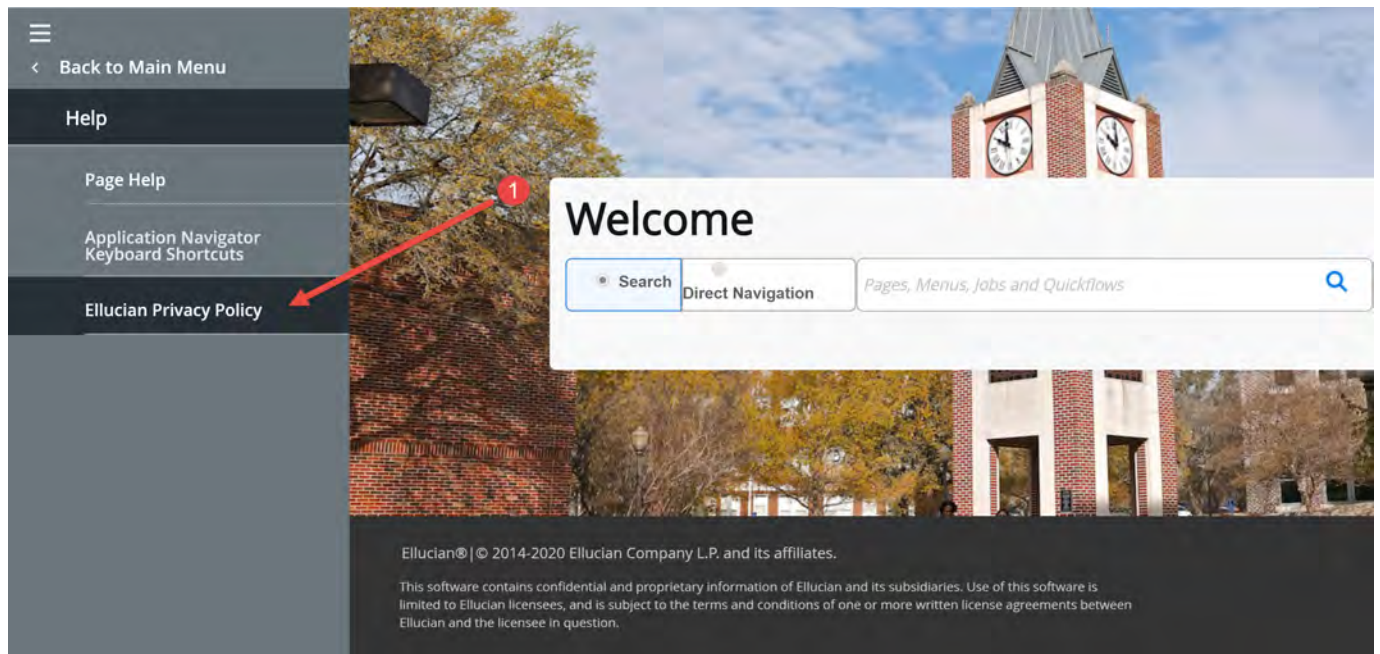 Back to Main Menu
Help
Page Help
Application Navigator
Keyboard Shortcuts
Ellucian Privacy Policy
1
Welcome
Search
Direct Navigation
Pages, Menus, Jobs and Quickflows
Ellucian®|© 2014-2020 Ellucian Company L.P. and its affiliates.
This software contains confidential and proprietary information of Ellucian and its subsidiaries. Use of this software is
limited to Ellucian licensees, and is subject to the terms and conditions of one or more written license agreements between
Ellucian and the licensee in question.